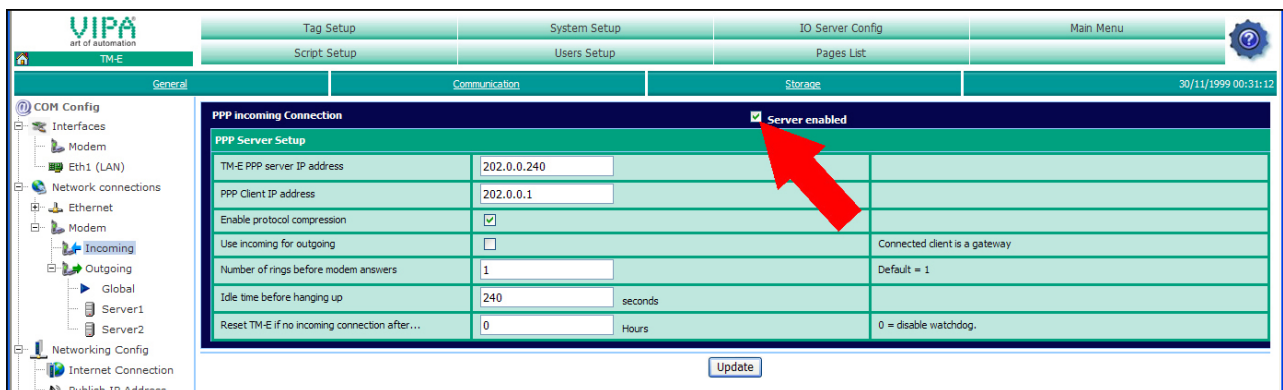 VIPA
art of automation
TM-E
Tag Setup
System Setup
IO Server Config
Main Menu
Script Setup
Users Setup
Pages List
General
Communication
Storage
30/11/1999 00:31:12
COM Config
Interfaces
Modem
Eth1 (LAN)
Network connections
Ethernet
Modem
Incoming
Outgoing
Global
Server1
Server2
Networking Config
Internet Connection
Publish IP Address
PPP incoming Connection
Server enabled
PPP Server Setup
TM-E PPP server IP address
202.0.0.240
PPP Client IP address
202.0.0.1
Enable protocol compression
Use incoming for outgoing
Connected client is a gateway
Number of rings before modem answers
1
Default = 1
Idle time before hanging up
240
seconds
Reset TM-E if no incoming connection after...
0
Hours
0 = disable watchdog.
Update